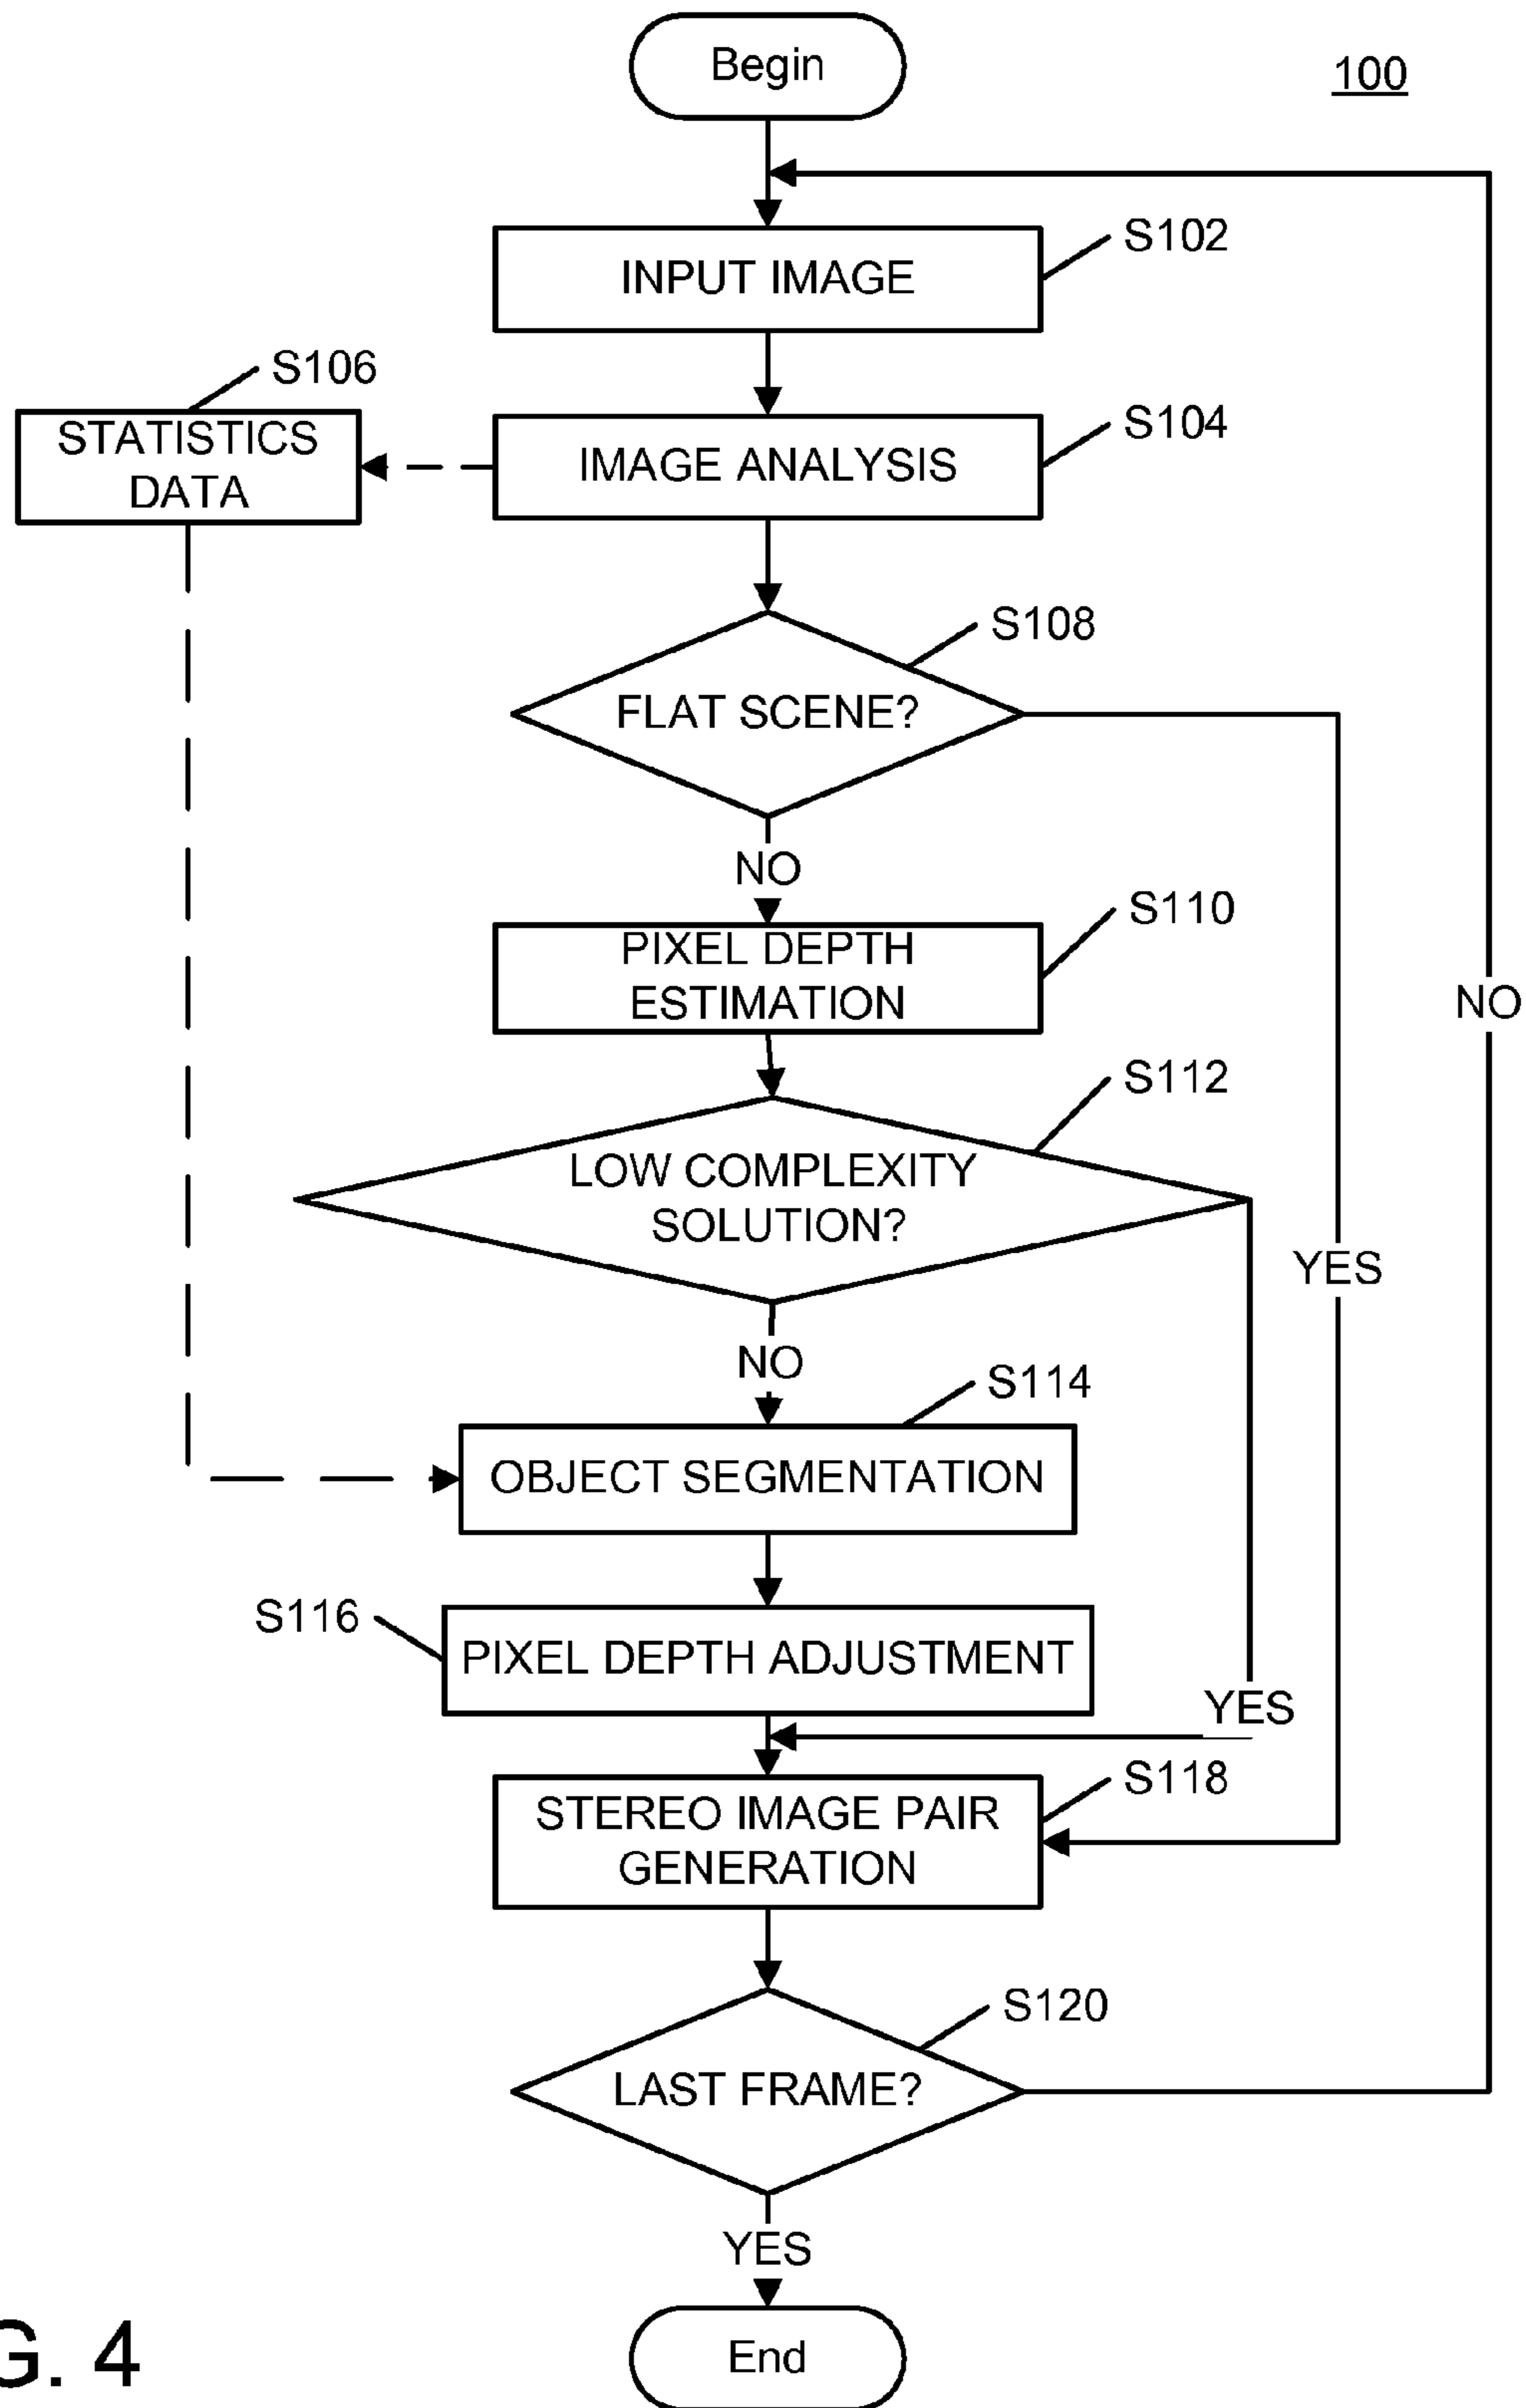 Begin
100
S102
INPUT IMAGE
S106
STATISTICS
DATA
S104
IMAGE ANALYSIS
S108
FLAT SCENE?
NO
S110
PIXEL DEPTH
ESTIMATION
NO
S112
LOW COMPLEXITY
SOLUTION?
YES
NO
S114
OBJECT SEGMENTATION
S116
PIXEL DEPTH ADJUSTMENT
YES
S118
STEREO IMAGE PAIR
GENERATION
S120
LAST FRAME?
YES
End
G. 4